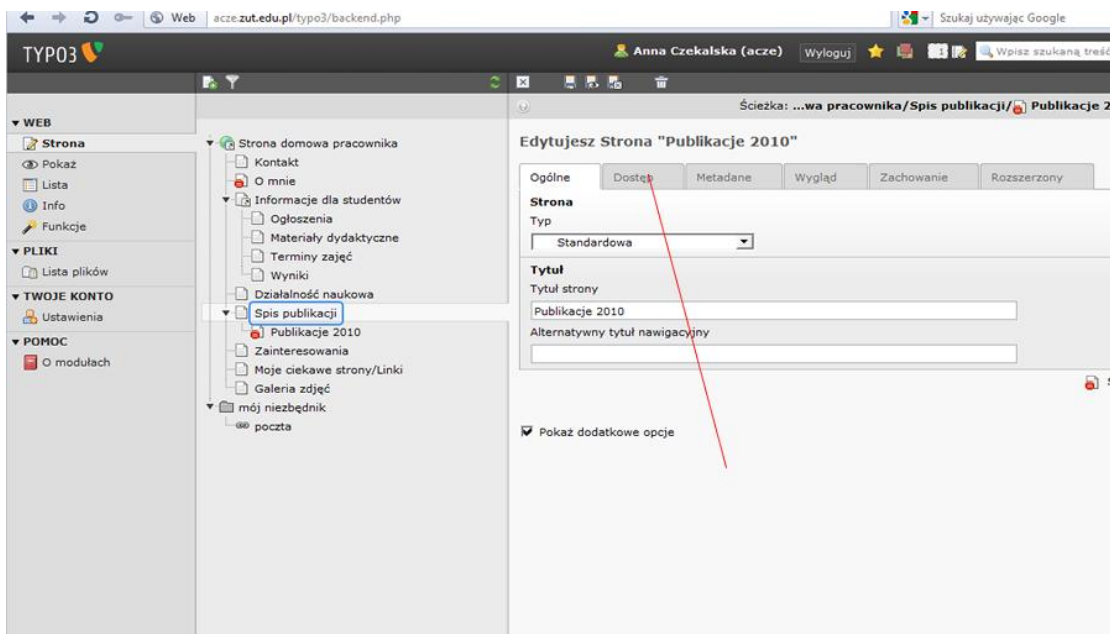 Web acze.zut.edu.pl/typo3/backend.php Szukaj używając Google
TYPO3 Anna Czekalska (acze) Wyloguj 1 Wpisz szukaną treść
Ścieżka: ...wa pracownika/Spis publikacji/ Publikacje 2
WEB
Strona
Pokaż
Lista
Info
Funkcje
PLIKI
Lista plików
TWOJE KONTO
Ustawienia
POMOC
O modułach
Strona domowa pracownika
Kontakt
O mnie
Informacje dla studentów
Ogłoszenia
Materiały dydaktyczne
Terminy zajęć
Wyniki
Działalność naukowa
Spis publikacji
Publikacje 2010
Zainteresowania
Moje ciekawe strony/Linki
Galeria zdjęć
mój niezbędnik
poczta
Edytujesz Strona "Publikacje 2010"
Ogólne Dostęp Metadane Wygląd Zachowanie Rozszerzony
Strona
Typ
Standardowa
Tytuł
Tytuł strony
Publikacje 2010
Alternatywny tytuł nawigacyjny
Pokaż dodatkowe opcje